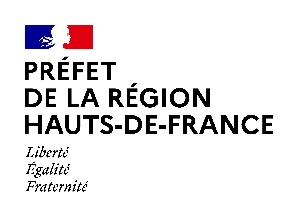 PRÉFET
DE LA RÉGION
HAUTS-DE-FRANCE
Liberté
Égalité
Fraternité